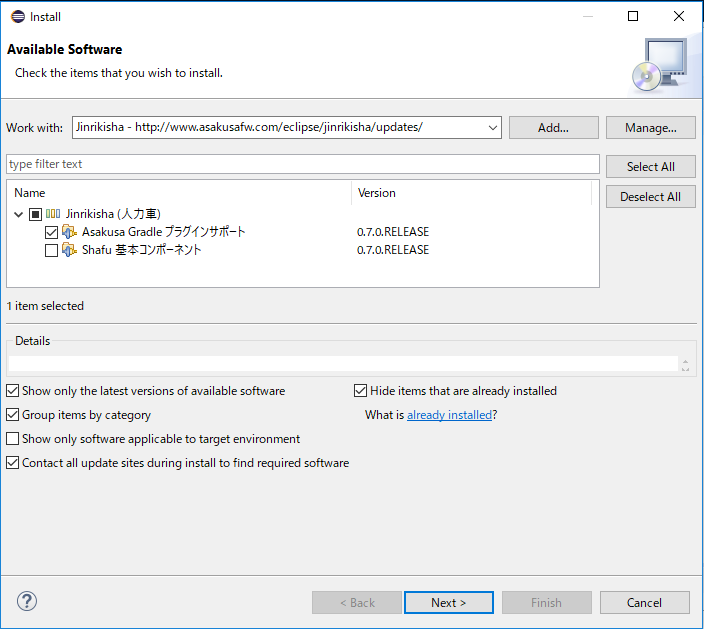 Install
Available Software
Check the items that you wish to install.
Work with: Jinrikisha - http://www.asakusafw.com/eclipse/jinrikisha/updates/ Add... Manage...
type filter text Select All
Name Version Deselect All
Jinrikisha (人力車)
Asakusa Gradle プラグインサポート 0.7.0.RELEASE
Shafu 基本コンポーネント 0.7.0.RELEASE
1 item selected
Details
Show only the latest versions of available software Hide items that are already installed
Group items by category What is already installed?
Show only software applicable to target environment
Contact all update sites during install to find required software
? < Back Next > Finish Cancel